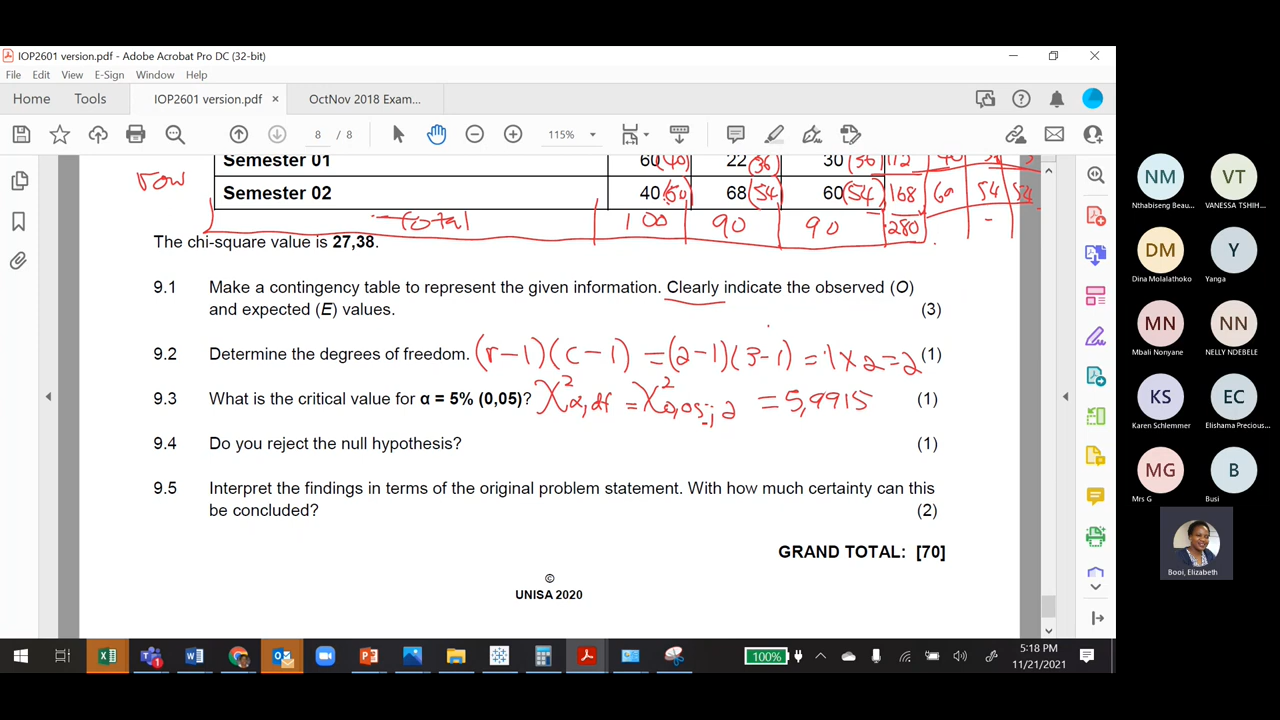 IOP2601 version.pdf - Adobe Acrobat Pro DC (32-bit)
File Edit View E-Sign Window Help
Home Tools IOP2601 version.pdf × OctNov 2018 Exam...
8 / 8 115%
Semester 01 60(40) 22(36) 30(36) 112
row Semester 02 40(60) 68(54) 60(54) 168 60 54 54
Total 100 90 90 280 -
The chi-square value is 27,38.
9.1 Make a contingency table to represent the given information. Clearly indicate the observed (O)
and expected (E) values. (3)
9.2 Determine the degrees of freedom. (r-1)(c-1) =(2-1)(3-1) =1×2=2 (1)
9.3 What is the critical value for α = 5% (0,05)? X²α,df = X²0,05;2 = 5,9915 (1)
9.4 Do you reject the null hypothesis? (1)
9.5 Interpret the findings in terms of the original problem statement. With how much certainty can this
be concluded? (2)
GRAND TOTAL: [70]
©
UNISA 2020
NM VT
Nthabiseng Beau... VANESSA TSHIH...
DM Y
Dina Molalathoko Yanga
MN NN
Mbali Nonyane NELLY NDEBELE
KS EC
Karen Schlemmer Elishama Precious...
MG B
Mrs G Busi
Booi, Elizabeth
100% 5:18 PM
11/21/2021